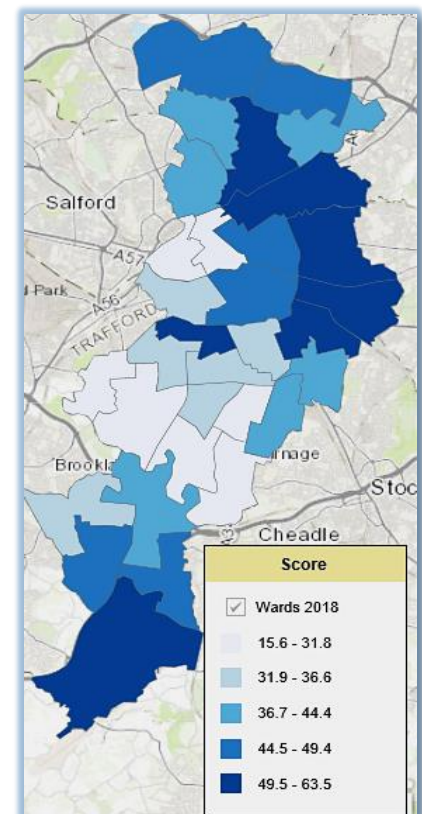 Salford
A57
A56
TRAFFORD
Park
Brookla
rnage
Stoc
Cheadle
Score
Wards 2018
15.6 - 31.8
31.9 - 36.6
36.7 - 44.4
44.5 - 49.4
49.5 - 63.5